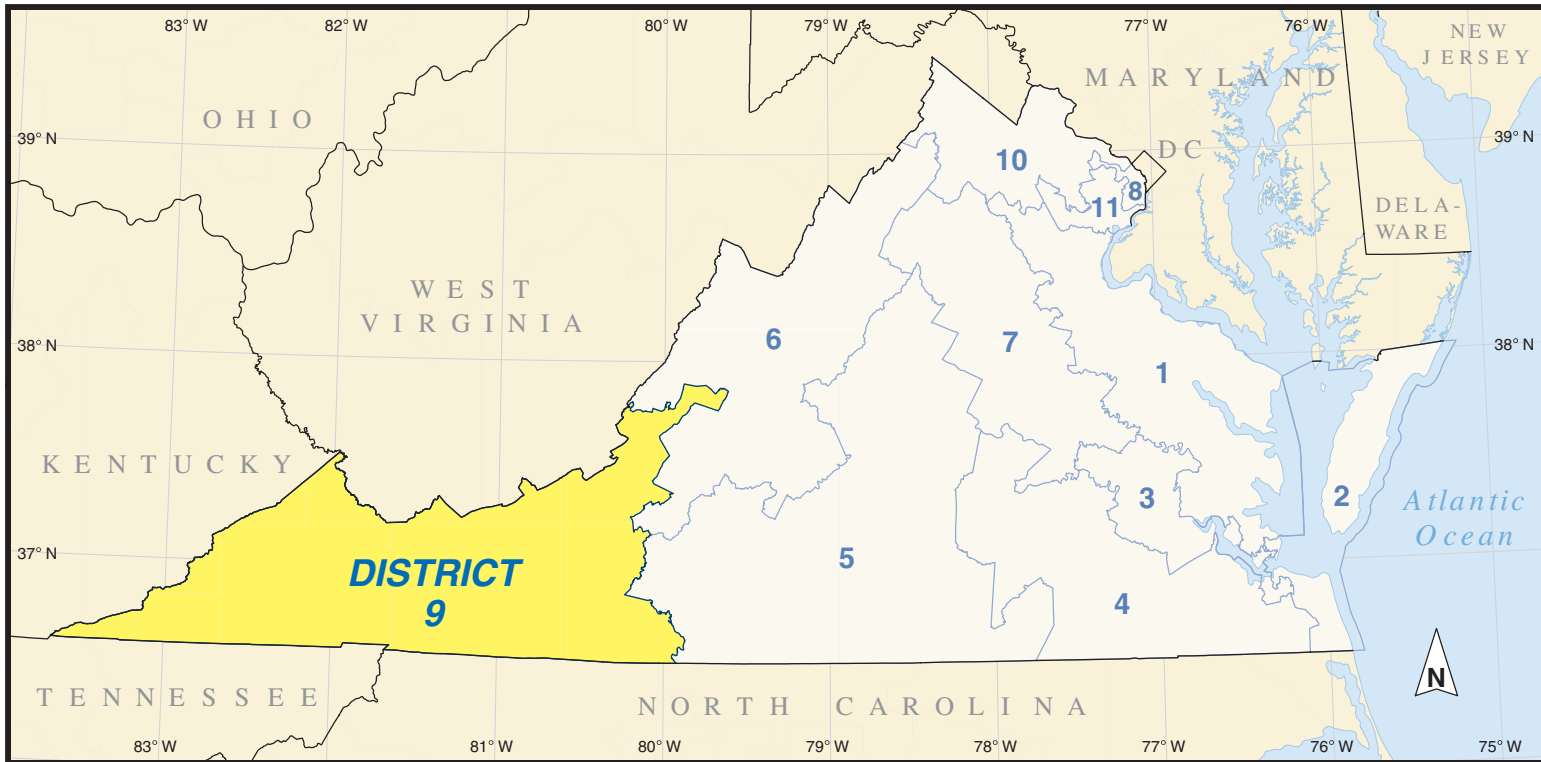 83° W
82° W
80° W
79° W
78° W
77° W
76° W
NEW
JERSEY
MARYLAND
OHIO
39° N
39° N
DC
10
8
11
DELA-
WARE
WEST
VIRGINIA
6
7
38° N
38° N
1
KENTUCKY
2
3
Atlantic
Ocean
37° N
37° N
5
DISTRICT
9
4
N
TENNESSEE
NORTH CAROLINA
83° W
81° W
80° W
79° W
78° W
77° W
76° W
75° W